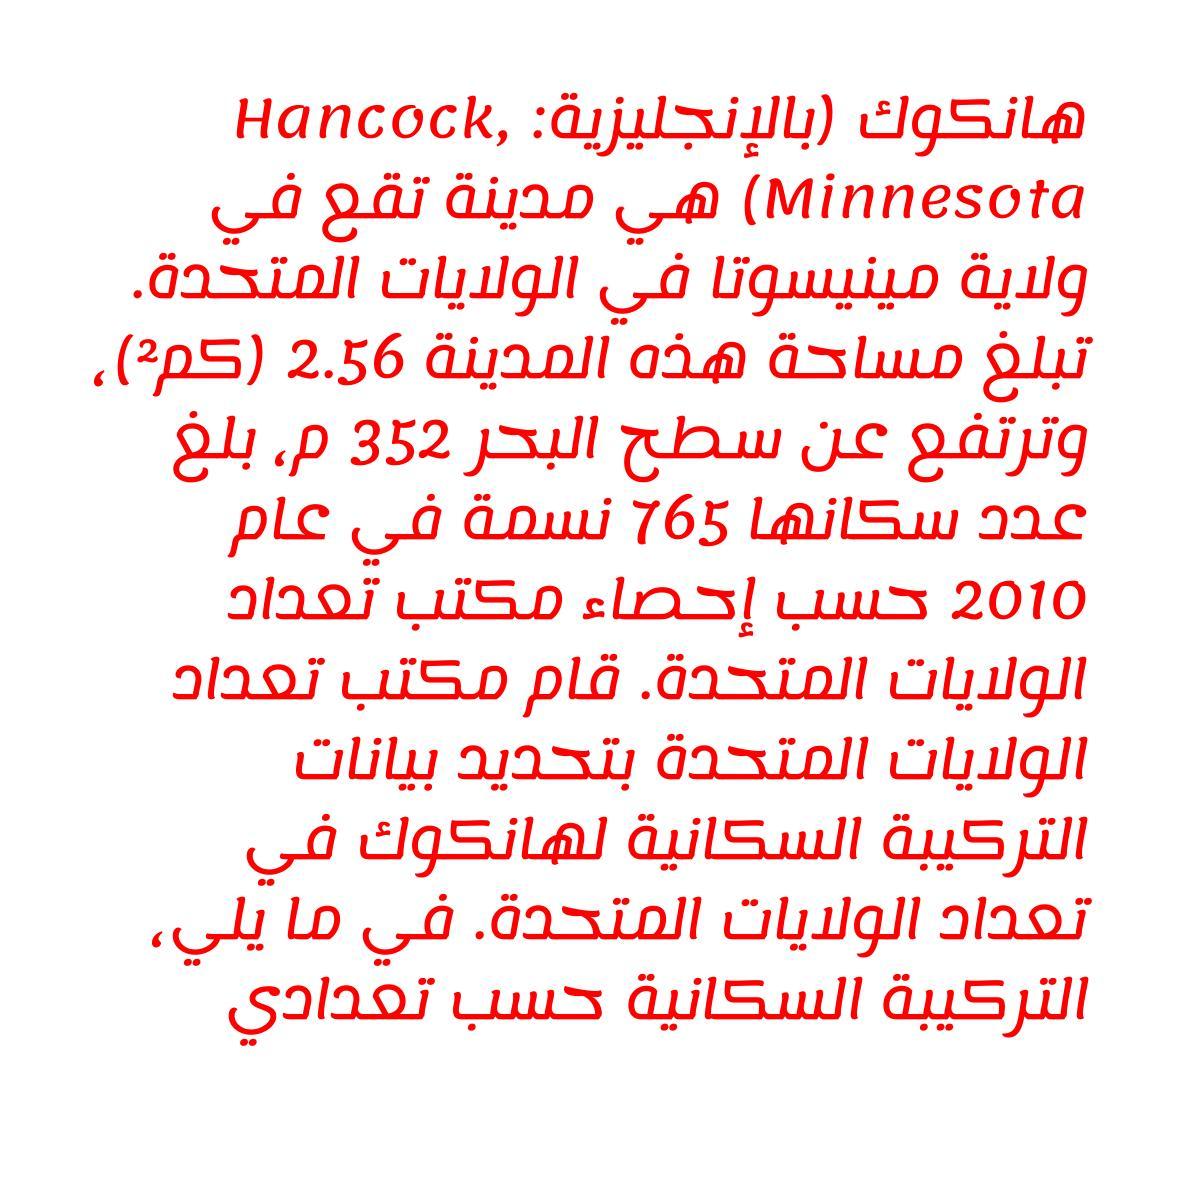 هانكوك (بالإنجليزية: Hancock,
Minnesota) هي مدينة تقع في
ولاية مينيسوتا في الولايات المتحدة.
تبلغ مساحة هذه المدينة 2.56 (كم²)،
وترتفع عن سطح البحر 352 م، بلغ
عدد سكانها 765 نسمة في عام
2010 حسب إحصاء مكتب تعداد
الولايات المتحدة. قام مكتب تعداد
الولايات المتحدة بتحديد بيانات
التركيبة السكانية لهانكوك في
تعداد الولايات المتحدة. في ما يلي،
التركيبة السكانية حسب تعدادي